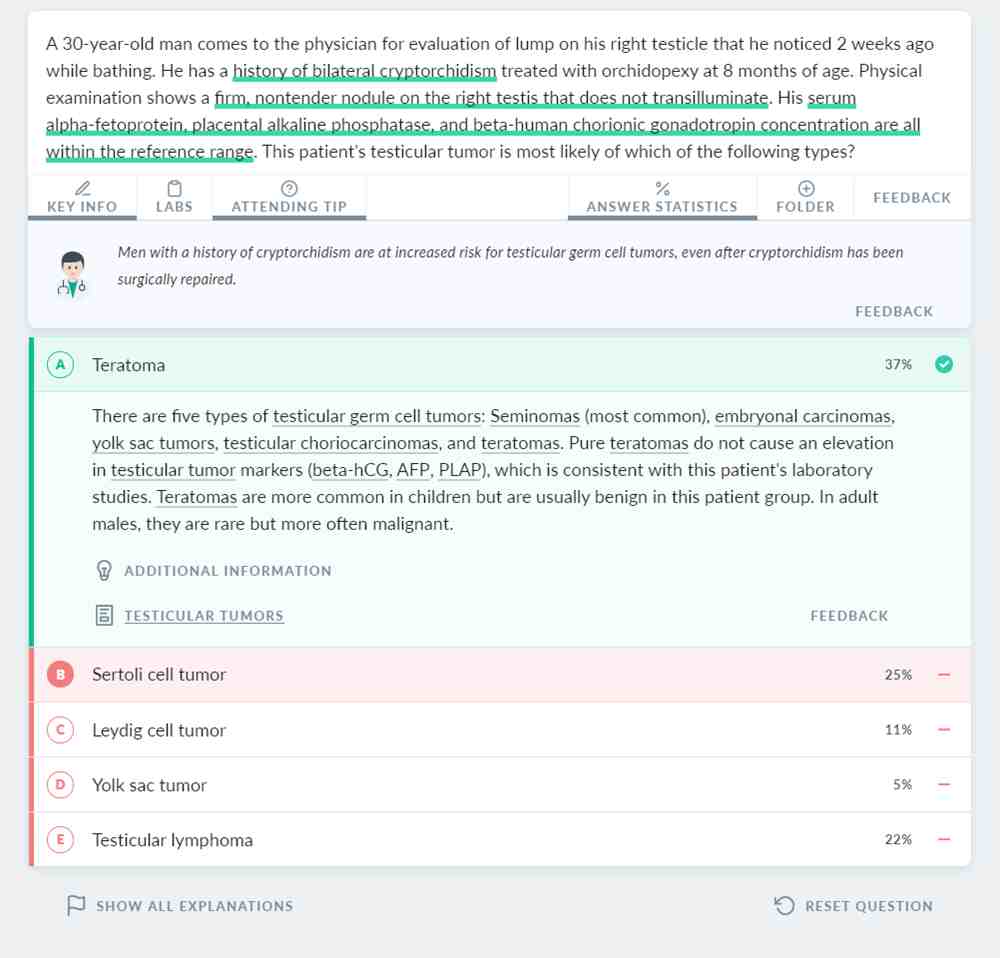 A 30-year-old man comes to the physician for evaluation of lump on his right testicle that he noticed 2 weeks ago
while bathing. He has a history of bilateral cryptorchidism treated with orchidopexy at 8 months of age. Physical
examination shows a firm, nontender nodule on the right testis that does not transilluminate. His serum
alpha-fetoprotein, placental alkaline phosphatase, and beta-human chorionic gonadotropin concentration are all
within the reference range. This patient's testicular tumor is most likely of which of the following types?
KEY INFO LABS ATTENDING TIP ANSWER STATISTICS FOLDER FEEDBACK
Men with a history of cryptorchidism are at increased risk for testicular germ cell tumors, even after cryptorchidism has been
surgically repaired.
FEEDBACK
A Teratoma 37%
There are five types of testicular germ cell tumors: Seminomas (most common), embryonal carcinomas,
yolk sac tumors, testicular choriocarcinomas, and teratomas. Pure teratomas do not cause an elevation
in testicular tumor markers (beta-hCG, AFP, PLAP), which is consistent with this patient's laboratory
studies. Teratomas are more common in children but are usually benign in this patient group. In adult
males, they are rare but more often malignant.
ADDITIONAL INFORMATION
TESTICULAR TUMORS FEEDBACK
B Sertoli cell tumor 25%
C Leydig cell tumor 11%
D Yolk sac tumor 5%
E Testicular lymphoma 22%
SHOW ALL EXPLANATIONS RESET QUESTION